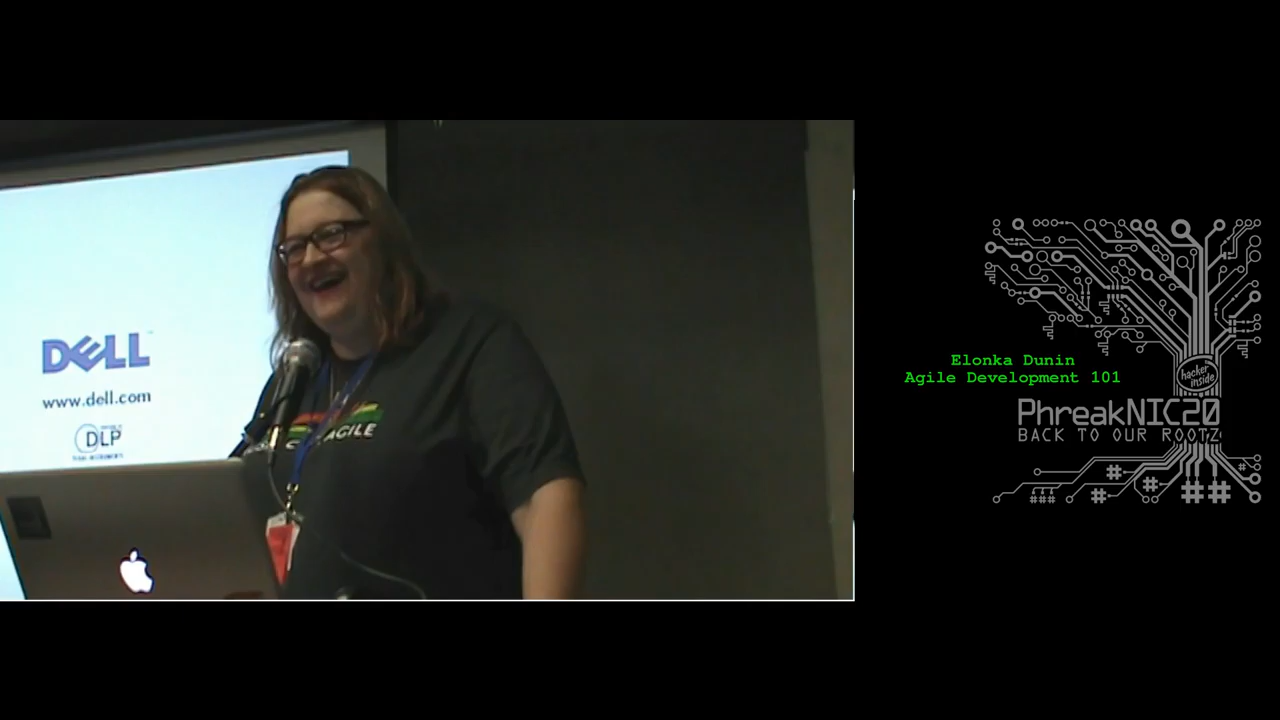 DELL
www.dell.com
DLP
AGILE
Elonka Dunin
Agile Development 101
hacker
inside
PhreakNIC20
BACK TO OUR ROOTZ